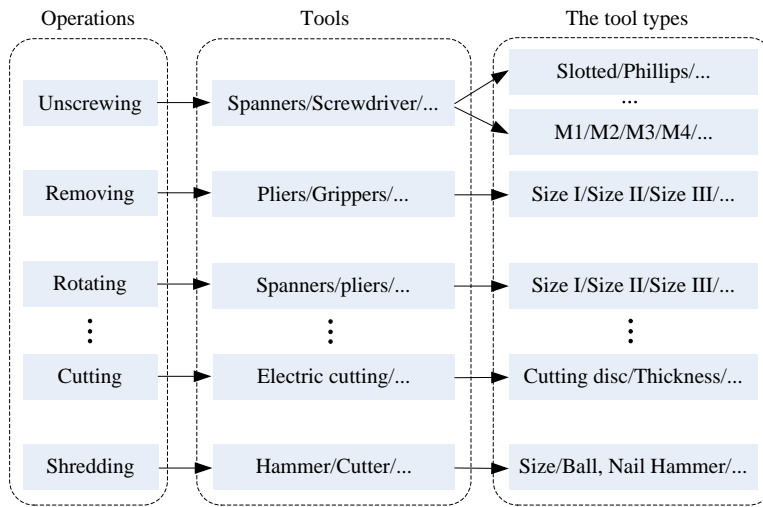 Operations
Tools
The tool types
Unscrewing
Spanners/Screwdriver/...
Slotted/Phillips/...
...
M1/M2/M3/M4/...
Removing
Pliers/Grippers/...
Size I/Size II/Size III/...
Rotating
Spanners/pliers/...
Size I/Size II/Size III/...
Cutting
Electric cutting/...
Cutting disc/Thickness/...
Shredding
Hammer/Cutter/...
Size/Ball, Nail Hammer/...